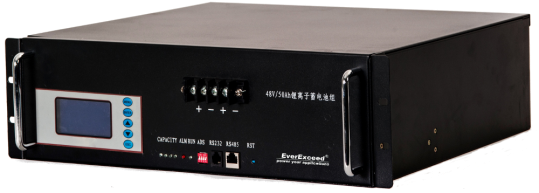 48V/50Ah锂离子蓄电池组
+ - + -
CAPACITY ALM RUN ADS RS232 RS485 RST
EverExceed®
power your applications